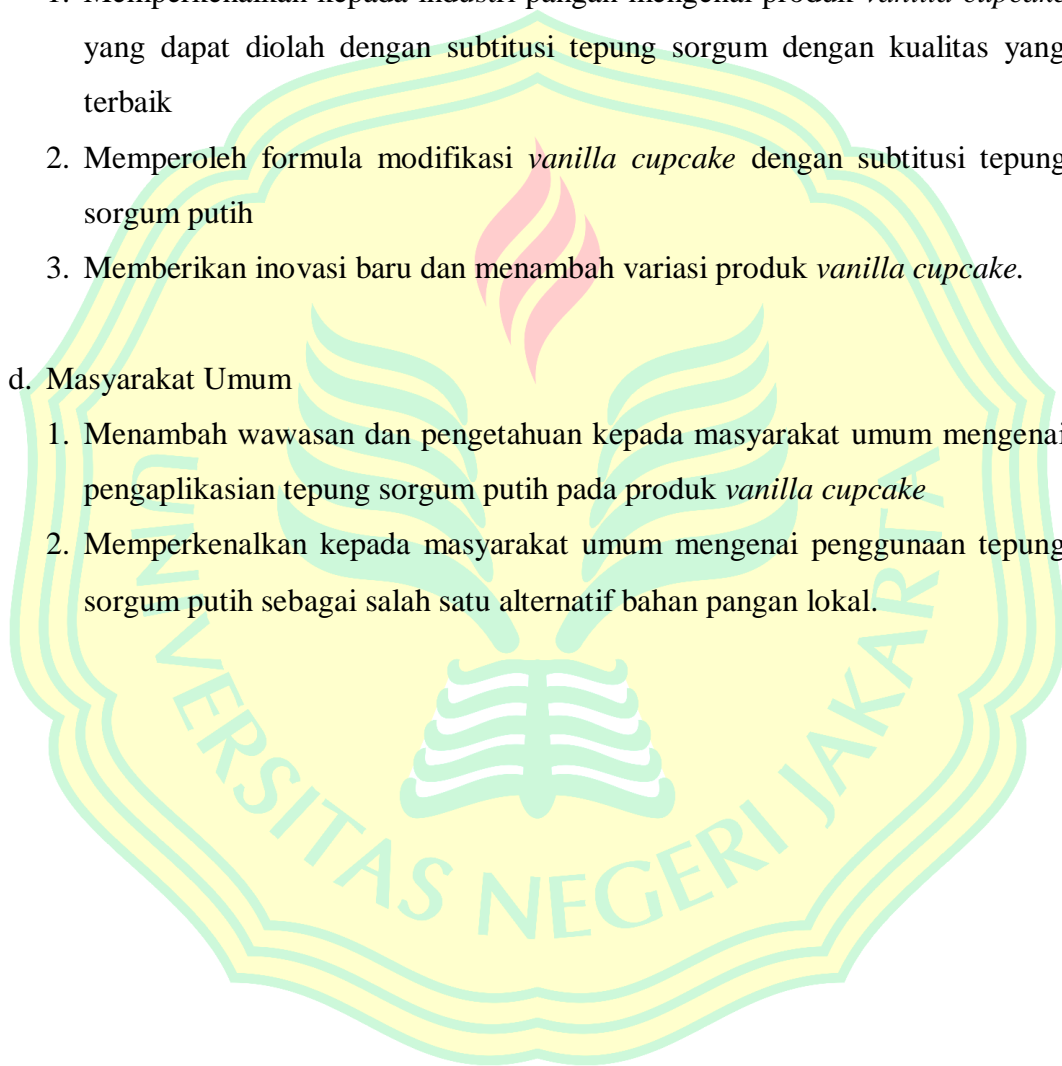 1. Memperkenalkan kepada industri pangan mengenai produk vanilla cupcake
yang dapat diolah dengan subtitusi tepung sorgum dengan kualitas yang
terbaik
2. Memperoleh formula modifikasi vanilla cupcake dengan subtitusi tepung
sorgum putih
3. Memberikan inovasi baru dan menambah variasi produk vanilla cupcake.
d. Masyarakat Umum
1. Menambah wawasan dan pengetahuan kepada masyarakat umum mengenai
pengaplikasian tepung sorgum putih pada produk vanilla cupcake
2. Memperkenalkan kepada masyarakat umum mengenai penggunaan tepung
sorgum putih sebagai salah satu alternatif bahan pangan lokal.
UNIVERSITAS NEGERI JAKARTA